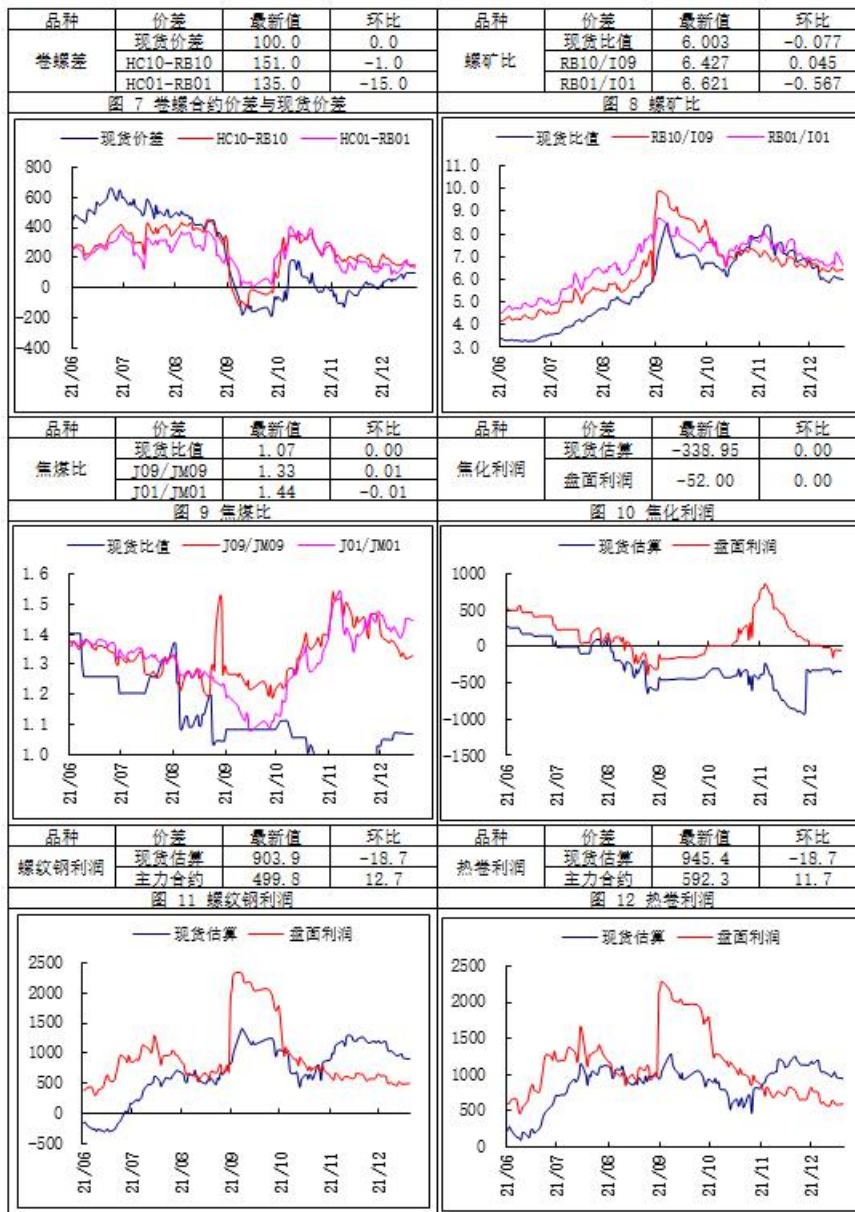 品种 价差 最新值 环比 品种 价差 最新值 环比
卷螺差 现货价差 100.0 0.0 螺矿比 现货比值 6.003 -0.077
HC10-RB10 151.0 -1.0 RB10/I09 6.427 0.045
HC01-RB01 135.0 -15.0 RB01/I01 6.621 -0.567
图 7 卷螺合约价差与现货价差 图 8 螺矿比
现货价差 HC10-RB10 HC01-RB01
800
600
400
200
0
-200
-400
21/06 21/07 21/08 21/09 21/10 21/11 21/12
现货比值 RB10/I09 RB01/I01
11.0
10.0
9.0
8.0
7.0
6.0
5.0
4.0
3.0
21/06 21/07 21/08 21/09 21/10 21/11 21/12
品种 价差 最新值 环比 品种 价差 最新值 环比
焦煤比 现货比值 1.07 0.00 焦化利润 现货估算 -338.95 0.00
J09/JM09 1.33 0.01 盘面利润 -52.00 0.00
J01/JM01 1.44 -0.01
图 9 焦煤比 图 10 焦化利润
现货比值 J09/JM09 J01/JM01
1.6
1.5
1.4
1.3
1.2
1.1
1.0
21/06 21/07 21/08 21/09 21/10 21/11 21/12
现货估算 盘面利润
1000
500
0
-500
-1000
-1500
21/06 21/07 21/08 21/09 21/10 21/11 21/12
品种 价差 最新值 环比 品种 价差 最新值 环比
螺纹钢利润 现货估算 903.9 -18.7 热卷利润 现货估算 945.4 -18.7
主力合约 499.8 12.7 主力合约 592.3 11.7
图 11 螺纹钢利润 图 12 热卷利润
现货估算 盘面利润
2500
2000
1500
1000
500
0
-500
21/06 21/07 21/08 21/09 21/10 21/11 21/12
现货估算 盘面利润
2500
2000
1500
1000
500
0
21/06 21/07 21/08 21/09 21/10 21/11 21/12